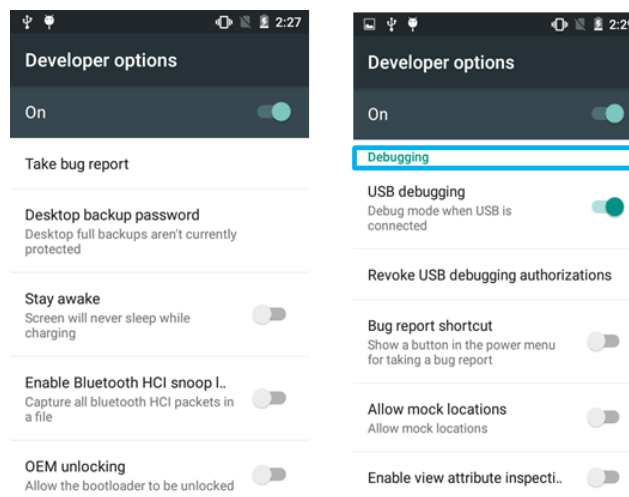 2:27
Developer options
On
Take bug report
Desktop backup password
Desktop full backups aren't currently
protected
Stay awake
Screen will never sleep while
charging
Enable Bluetooth HCI snoop l..
Capture all bluetooth HCI packets in
a file
OEM unlocking
Allow the bootloader to be unlocked
2:29
Developer options
On
Debugging
USB debugging
Debug mode when USB is
connected
Revoke USB debugging authorizations
Bug report shortcut
Show a button in the power menu
for taking a bug report
Allow mock locations
Allow mock locations
Enable view attribute inspecti..